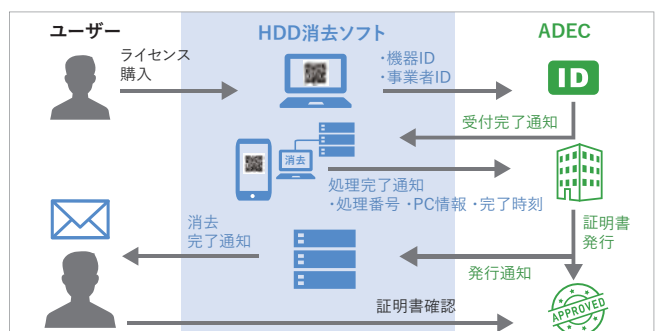 ユーザー
HDD消去ソフト
ADEC
ライセンス
購入
・機器ID
・事業者ID
ID
受付完了通知
消去
処理完了通知
・処理番号・PC情報・完了時刻
証明書
発行
消去
完了通知
発行通知
証明書確認
APPROVED